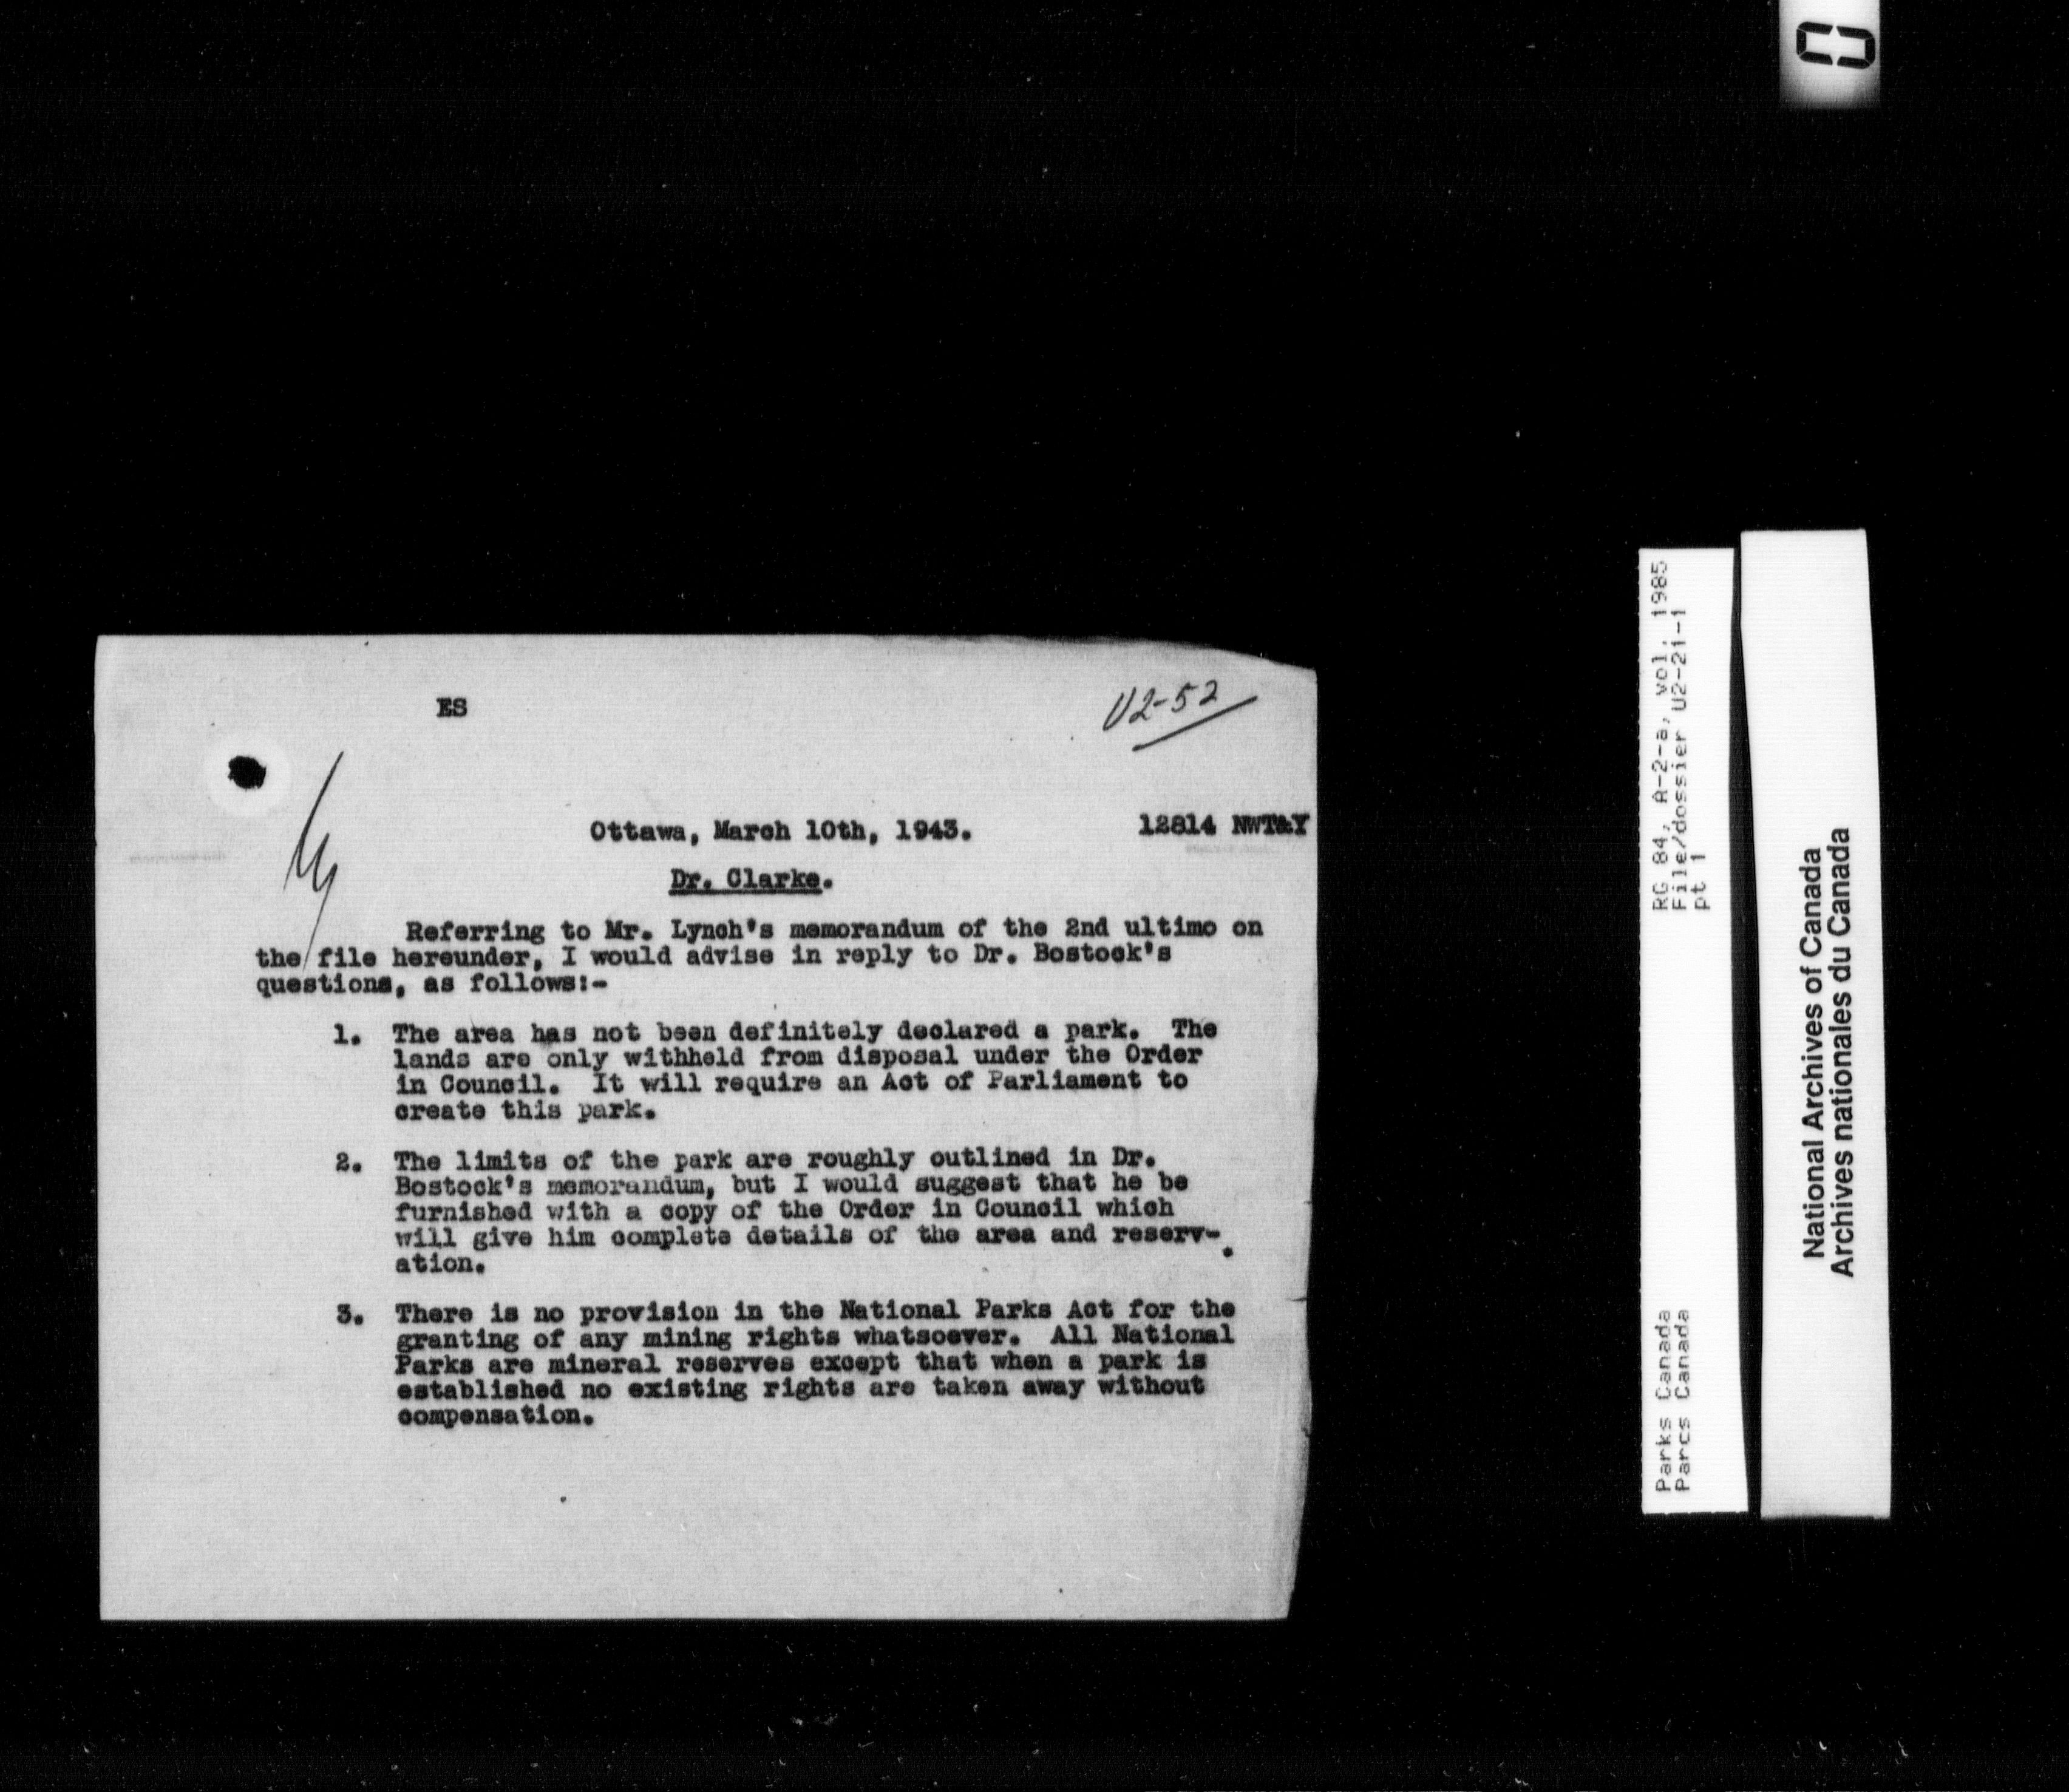 ES
U2-52
Ottawa, March 10th, 1943.
12814 NWT&Y
Dr. Clarke.
Referring to Mr. Lynch's memorandum of the 2nd ultimo on
the file hereunder, I would advise in reply to Dr. Bostock's
questions, as follows:-
1. The area has not been definitely declared a park. The
lands are only withheld from disposal under the Order
in Council. It will require an Act of Parliament to
create this park.
2. The limits of the park are roughly outlined in Dr.
Bostock's memorandum, but I would suggest that he be
furnished with a copy of the Order in Council which
will give him complete details of the area and reserv-
ation.
3. There is no provision in the National Parks Act for the
granting of any mining rights whatsoever. All National
Parks are mineral reserves except that when a park is
established no existing rights are taken away without
compensation.
Parks Canada RG 84, A-2-a, vol. 1985
Parcs Canada File/dossier U2-21-1
pt 1
National Archives of Canada
Archives nationales du Canada